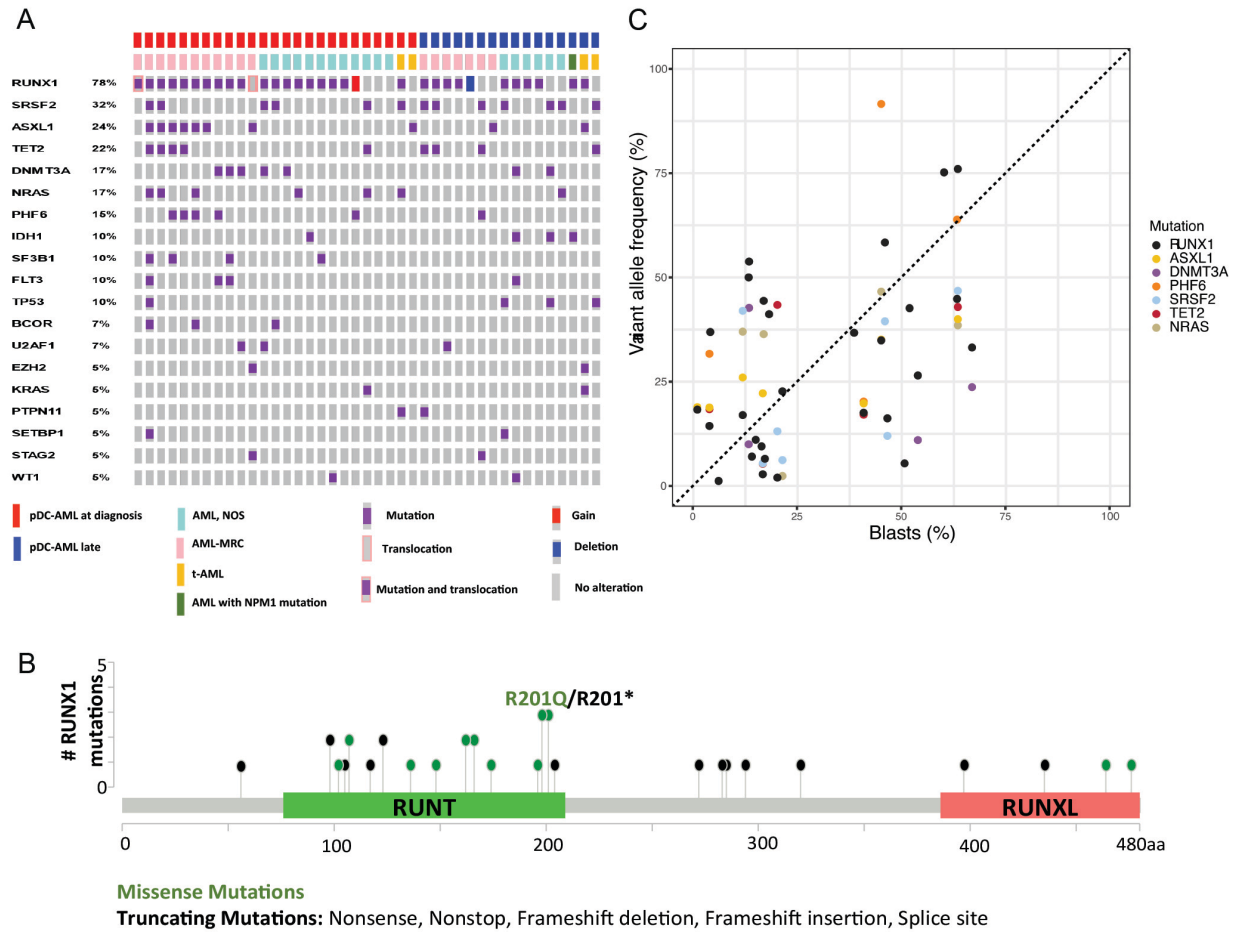 A
RUNX1 78%
SRSF2 32%
ASXL1 24%
TET2 22%
DNMT3A 17%
NRAS 17%
PHF6 15%
IDH1 10%
SF3B1 10%
FLT3 10%
TP53 10%
BCOR 7%
U2AF1 7%
EZH2 5%
KRAS 5%
PTPN11 5%
SETBP1 5%
STAG2 5%
WT1 5%
pDC-AML at diagnosis
pDC-AML late
AML, NOS
AML-MRC
t-AML
AML with NPM1 mutation
Mutation
Translocation
Mutation and translocation
Gain
Deletion
No alteration
C
Variant allele frequency (%)
100
75
50
25
0
0 25 50 75 100
Blasts (%)
Mutation
RUNX1
ASXL1
DNMT3A
PHF6
SRSF2
TET2
NRAS
B
# RUNX1
mutations
5
0
R201Q/R201*
RUNT
RUNXL
0 100 200 300 400 480aa
Missense Mutations
Truncating Mutations: Nonsense, Nonstop, Frameshift deletion, Frameshift insertion, Splice site